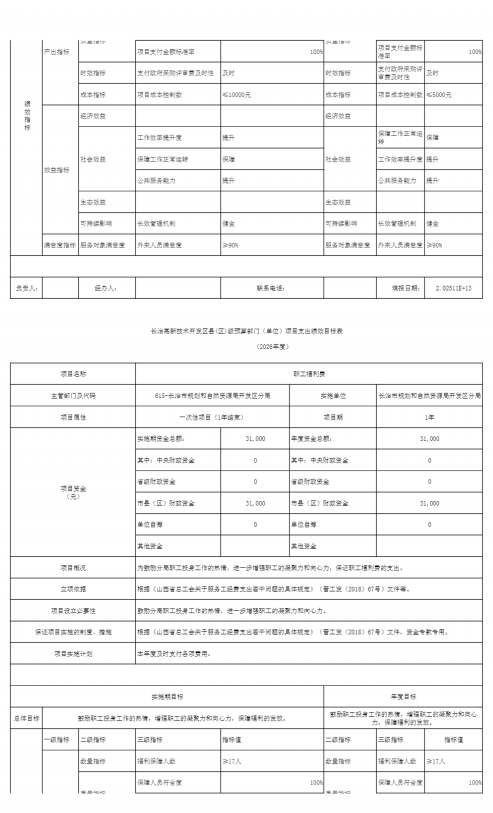 绩效指标 产出指标 项目支付金额标准率 100% 项目支付金额标准率 100%
时效指标 支付政府采购评审费及时性 及时 时效指标 支付政府采购评审费及时性 及时
成本指标 项目成本控制数 ≤10000元 成本指标 项目成本控制数 ≤5000元
效益指标 经济效益 经济效益
社会效益 工作效率提升度 提升 社会效益 保障工作正常运转 保障
保障工作正常运转 保障 工作效率提升度 提升
公共服务能力 提升 公共服务能力 提升
生态效益 生态效益
可持续影响 长效管理机制 健全 可持续影响 长效管理机制 健全
满意度指标 服务对象满意度 外来人员满意度 ≥90% 服务对象满意度 外来人员满意度 ≥90%
负责人： 经办人： 联系电话： 填报日期： 2.02511E+13
长治高新技术开发区县(区)级预算部门（单位）项目支出绩效目标表
（2026年度）
项目名称 职工福利费
主管部门及代码 615-长治市规划和自然资源局开发区分局 实施单位 长治市规划和自然资源局开发区分局
项目属性 一次性项目（1年结束） 项目期 1年
项目资金（元） 实施期资金总额： 31,000 年度资金总额： 31,000
其中：中央财政资金 0 其中：中央财政资金 0
省级财政资金 0 省级财政资金 0
市县（区）财政资金 31,000 市县（区）财政资金 31,000
单位自筹 0 单位自筹 0
其他资金 其他资金
项目概况 为鼓励分局职工投身工作的热情，进一步增强职工的凝聚力和向心力，保证职工福利费的支出。
立项依据 根据《山西省总工会关于服务工经费支出若干问题的具体规定》（晋工发（2018）67号）文件等。
项目设立必要性 鼓励分局职工投身工作的热情，进一步增强职工的凝聚力和向心力。
保证项目实施的制度、措施 根据《山西省总工会关于服务工经费支出若干问题的具体规定》（晋工发（2018）67号）文件，资金专款专用。
项目实施计划 本年度及时支付各项费用。
实施期目标 年度目标
总体目标 鼓励职工投身工作的热情，增强职工的凝聚力和向心力，保障福利的发放。 鼓励职工投身工作的热情，增强职工的凝聚力和向心力，保障福利的发放。
一级指标 二级指标 三级指标 指标值 二级指标 三级指标 指标值
数量指标 福利保障人数 ≥17人 数量指标 福利保障人数 ≥17人
保障人员符合度 100% 保障人员符合度 100%